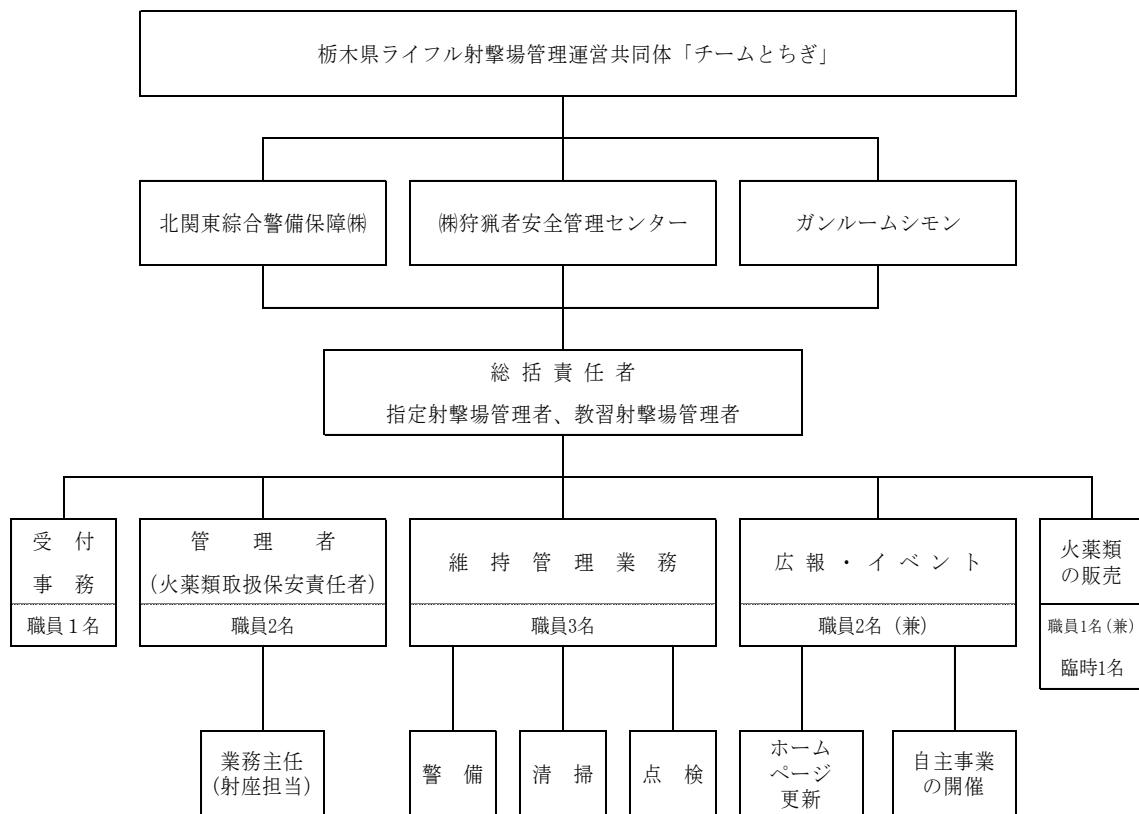 栃木県ライフル射撃場管理運営共同体「チームとちぎ」
北関東綜合警備保障㈱
㈱狩猟者安全管理センター
ガンルームシモン
総括責任者
指定射撃場管理者、教習射撃場管理者
受付
事務
職員1名
管理者
(火薬類取扱保安責任者)
職員2名
維持管理業務
職員3名
広報・イベント
職員2名（兼）
火薬類
の販売
職員1名(兼)
臨時1名
業務主任
(射座担当)
警備
清掃
点検
ホーム
ページ
更新
自主事業
の開催